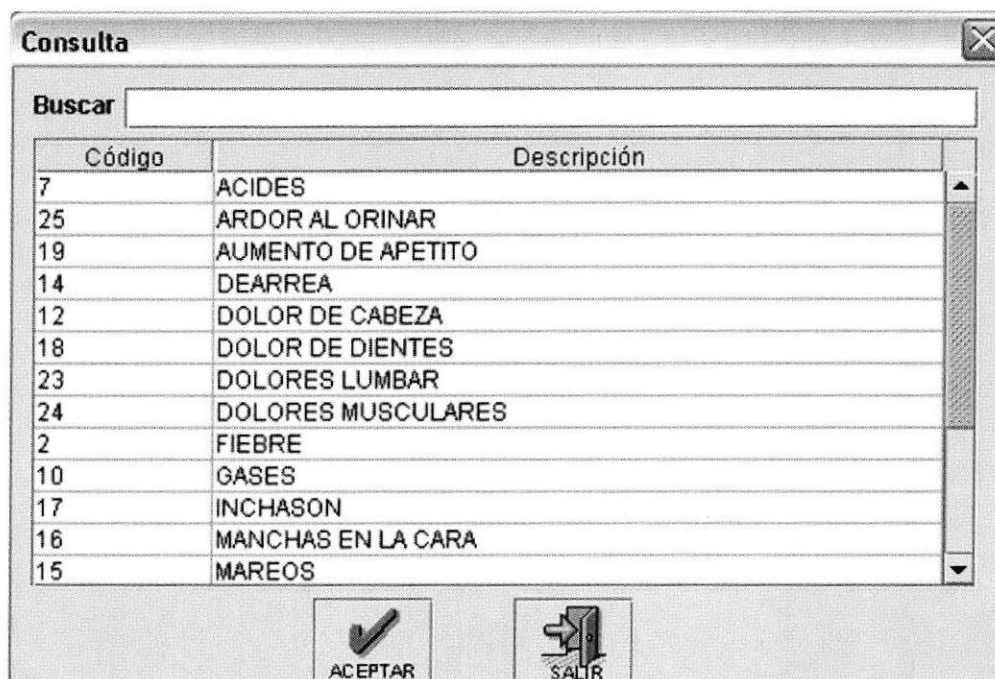 Consulta
Buscar
Código Descripción
7 ACIDES
25 ARDOR AL ORINAR
19 AUMENTO DE APETITO
14 DEARREA
12 DOLOR DE CABEZA
18 DOLOR DE DIENTES
23 DOLORES LUMBAR
24 DOLORES MUSCULARES
2 FIEBRE
10 GASES
17 INCHASON
16 MANCHAS EN LA CARA
15 MAREOS
ACEPTAR SALIR